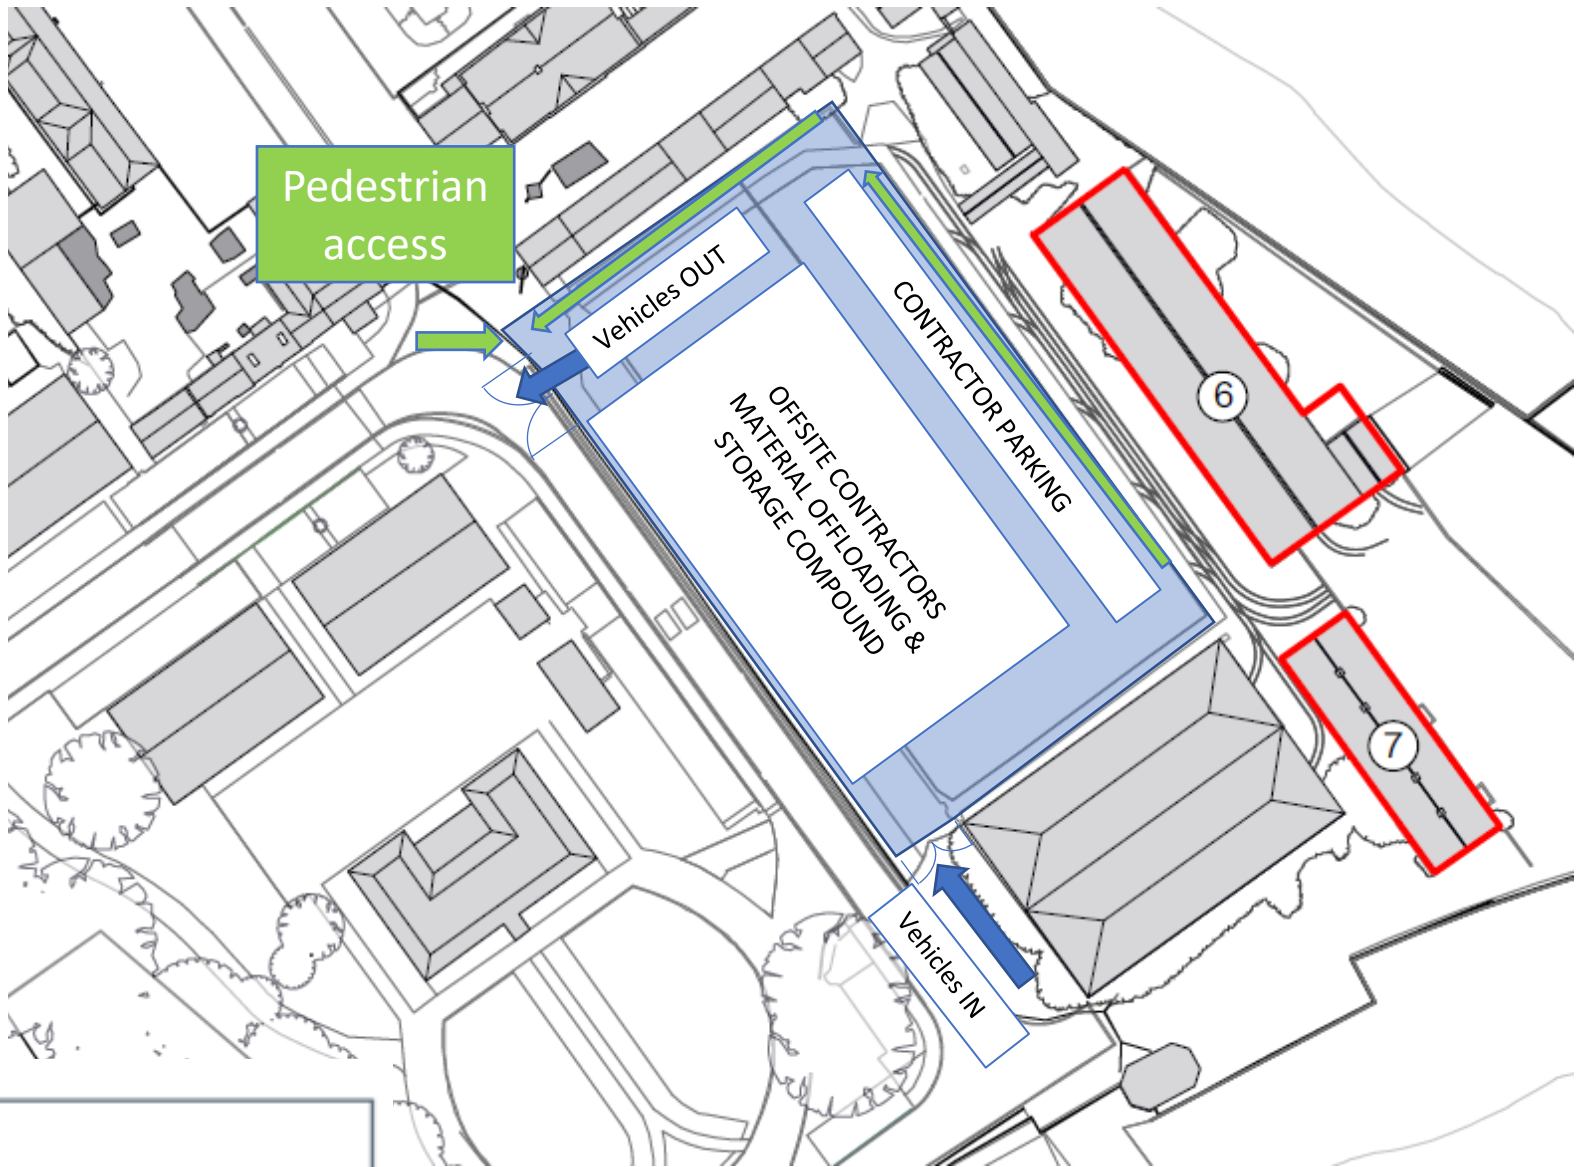 Pedestrian
access
Vehicles OUT
CONTRACTOR PARKING
OFFSITE CONTRACTORS
MATERIAL OFFLOADING &
STORAGE COMPOUND
6
7
Vehicles IN